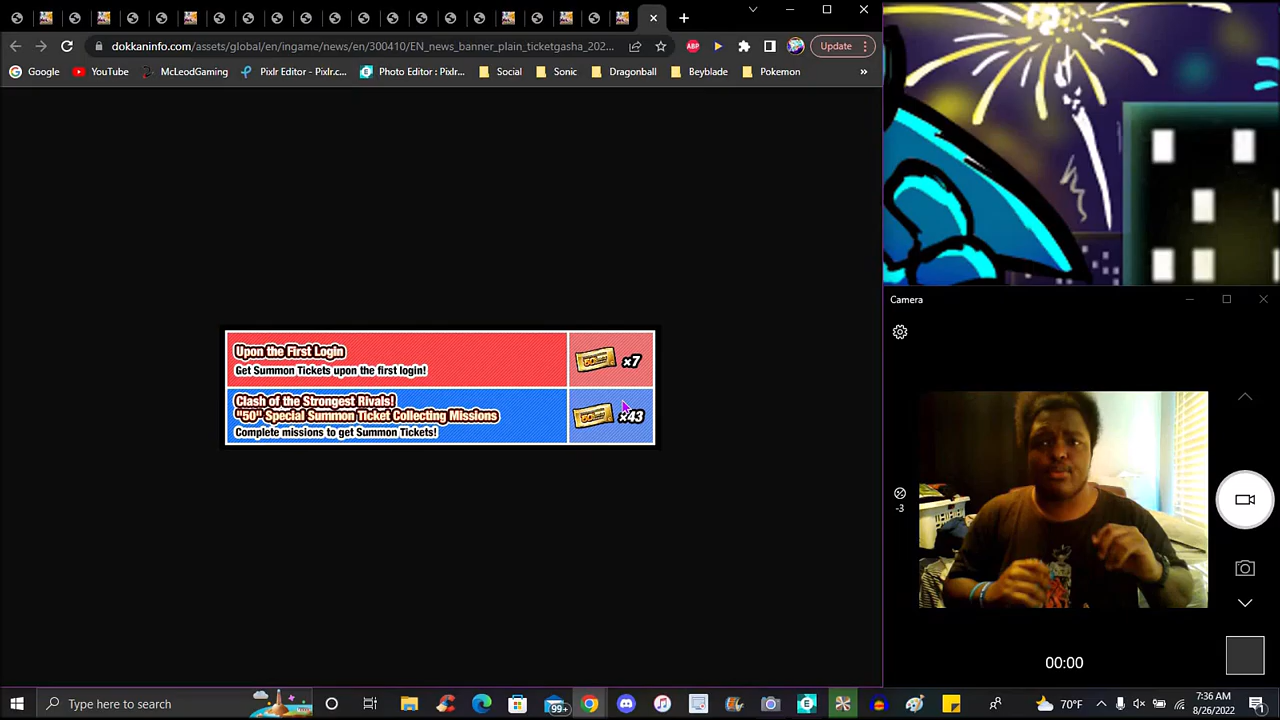 dokkaninfo.com/assets/global/en/ingame/news/en/300410/EN_news_banner_plain_ticketgasha_202...
ABP
Update
Google
YouTube
McLeodGaming
Pixlr Editor - Pixlr.c...
Photo Editor : Pixlr...
Social
Sonic
Dragonball
Beyblade
Pokemon
»
Camera
Upon the First Login
Get Summon Tickets upon the first login!
x7
Clash of the Strongest Rivals!
"50" Special Summon Ticket Collecting Missions
Complete missions to get Summon Tickets!
x43
-3
00:00
Type here to search
99+
70°F
7:36 AM
8/26/2022